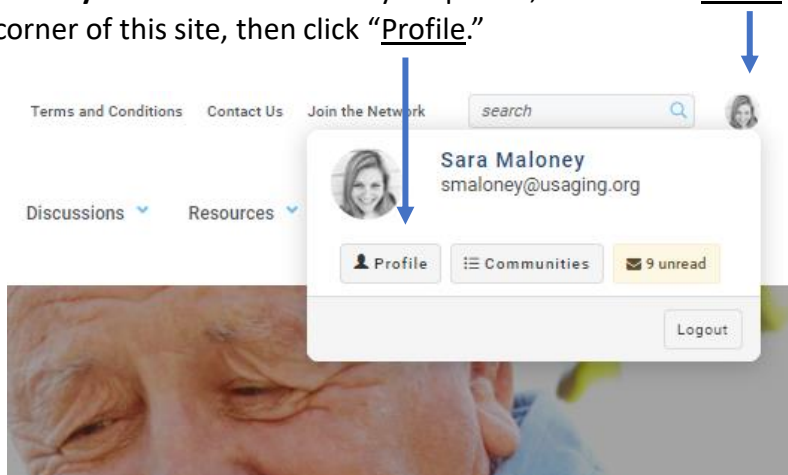 corner of this site, then click “Profile.”
Terms and Conditions Contact Us Join the Network search
Sara Maloney
smaloney@usaging.org
Discussions Resources
Profile Communities 9 unread
Logout